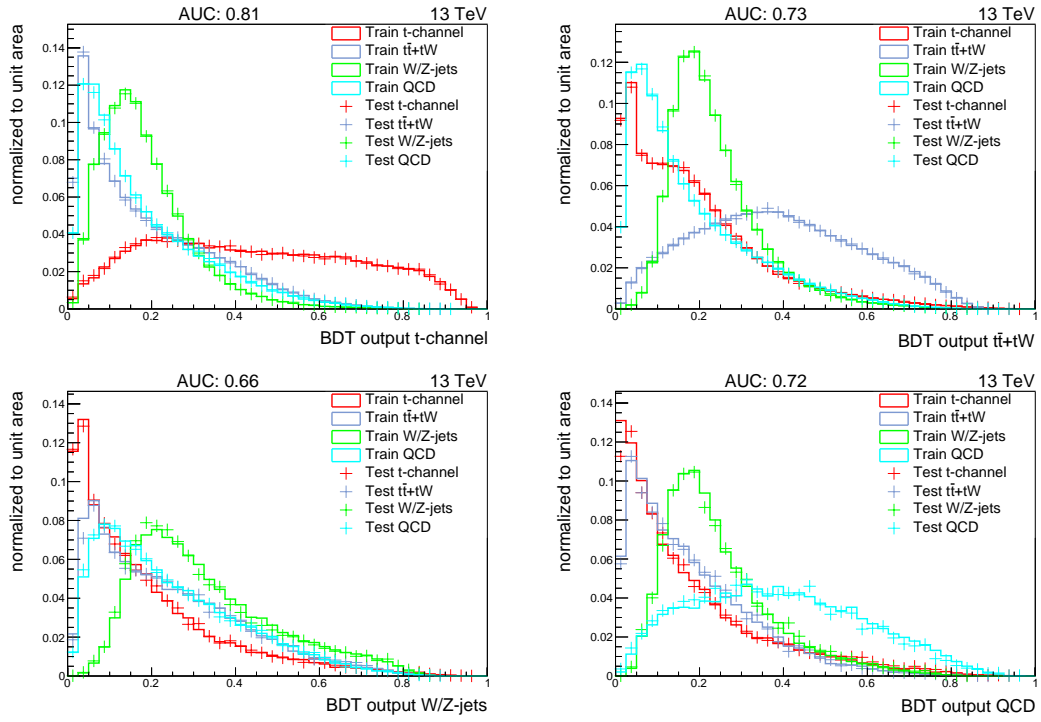 AUC: 0.81 13 TeV
normalized to unit area
0.14
0.12
0.1
0.08
0.06
0.04
0.02
0
Train t-channel
Train tt̄+tW
Train W/Z-jets
Train QCD
Test t-channel
Test tt̄+tW
Test W/Z-jets
Test QCD
0 0.2 0.4 0.6 0.8 1
BDT output t-channel
AUC: 0.73 13 TeV
normalized to unit area
0.12
0.1
0.08
0.06
0.04
0.02
0
Train t-channel
Train tt̄+tW
Train W/Z-jets
Train QCD
Test t-channel
Test tt̄+tW
Test W/Z-jets
Test QCD
0 0.2 0.4 0.6 0.8 1
BDT output tt̄+tW
AUC: 0.66 13 TeV
normalized to unit area
0.14
0.12
0.1
0.08
0.06
0.04
0.02
0
Train t-channel
Train tt̄+tW
Train W/Z-jets
Train QCD
Test t-channel
Test tt̄+tW
Test W/Z-jets
Test QCD
0 0.2 0.4 0.6 0.8 1
BDT output W/Z-jets
AUC: 0.72 13 TeV
normalized to unit area
0.14
0.12
0.1
0.08
0.06
0.04
0.02
0
Train t-channel
Train tt̄+tW
Train W/Z-jets
Train QCD
Test t-channel
Test tt̄+tW
Test W/Z-jets
Test QCD
0 0.2 0.4 0.6 0.8 1
BDT output QCD